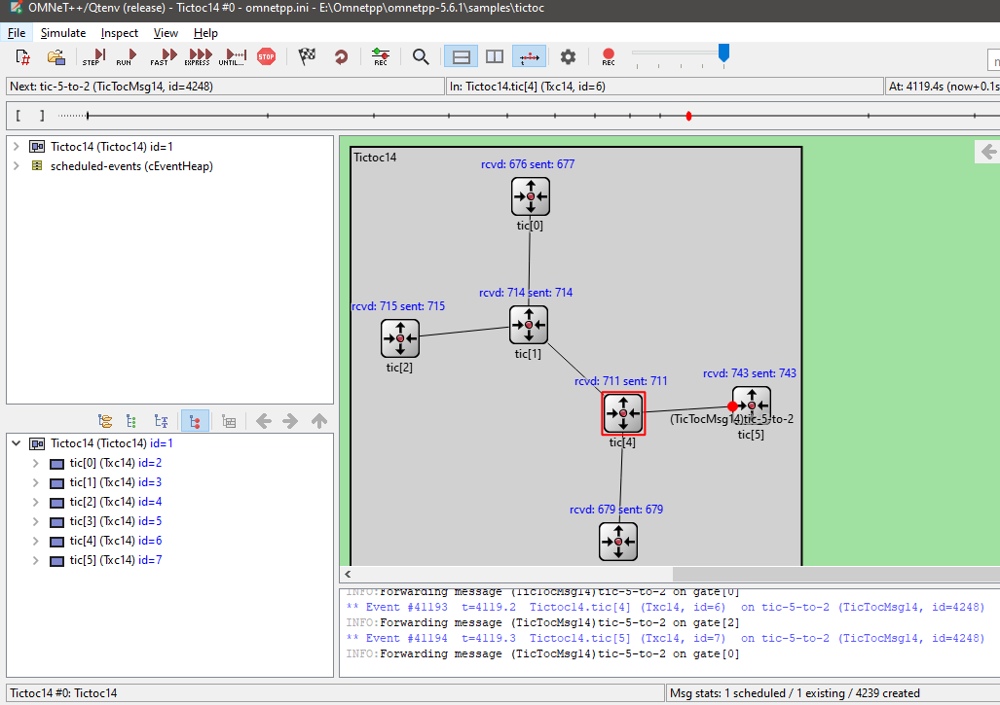 OMNeT++/Qtenv (release) - Tictoc14 #0 - omnetpp.ini - E:\Omnetpp\omnetpp-5.6.1\samples\tictoc
File Simulate Inspect View Help
STEP RUN FAST EXPRESS UNTIL... STOP REC REC
Next: tic-5-to-2 (TicTocMsg14, id=4248) In: Tictoc14.tic[4] (Txc14, id=6) At: 4119.4s (now+0.1s
[ ]
Tictoc14 (Tictoc14) id=1
scheduled-events (cEventHeap)
Tictoc14
rcvd: 676 sent: 677
tic[0]
rcvd: 714 sent: 714
tic[1]
rcvd: 715 sent: 715
tic[2]
rcvd: 711 sent: 711
tic[4]
rcvd: 743 sent: 743
(TicTocMsg14)tic-5-to-2
tic[5]
rcvd: 679 sent: 679
Tictoc14 (Tictoc14) id=1
tic[0] (Txc14) id=2
tic[1] (Txc14) id=3
tic[2] (Txc14) id=4
tic[3] (Txc14) id=5
tic[4] (Txc14) id=6
tic[5] (Txc14) id=7
INFO:Forwarding message (TicTocMsg14)tic-5-to-2 on gate[0]
** Event #41193 t=4119.2 Tictoc14.tic[4] (Txc14, id=6) on tic-5-to-2 (TicTocMsg14, id=4248)
INFO:Forwarding message (TicTocMsg14)tic-5-to-2 on gate[2]
** Event #41194 t=4119.3 Tictoc14.tic[5] (Txc14, id=7) on tic-5-to-2 (TicTocMsg14, id=4248)
INFO:Forwarding message (TicTocMsg14)tic-5-to-2 on gate[0]
Tictoc14 #0: Tictoc14
Msg stats: 1 scheduled / 1 existing / 4239 created